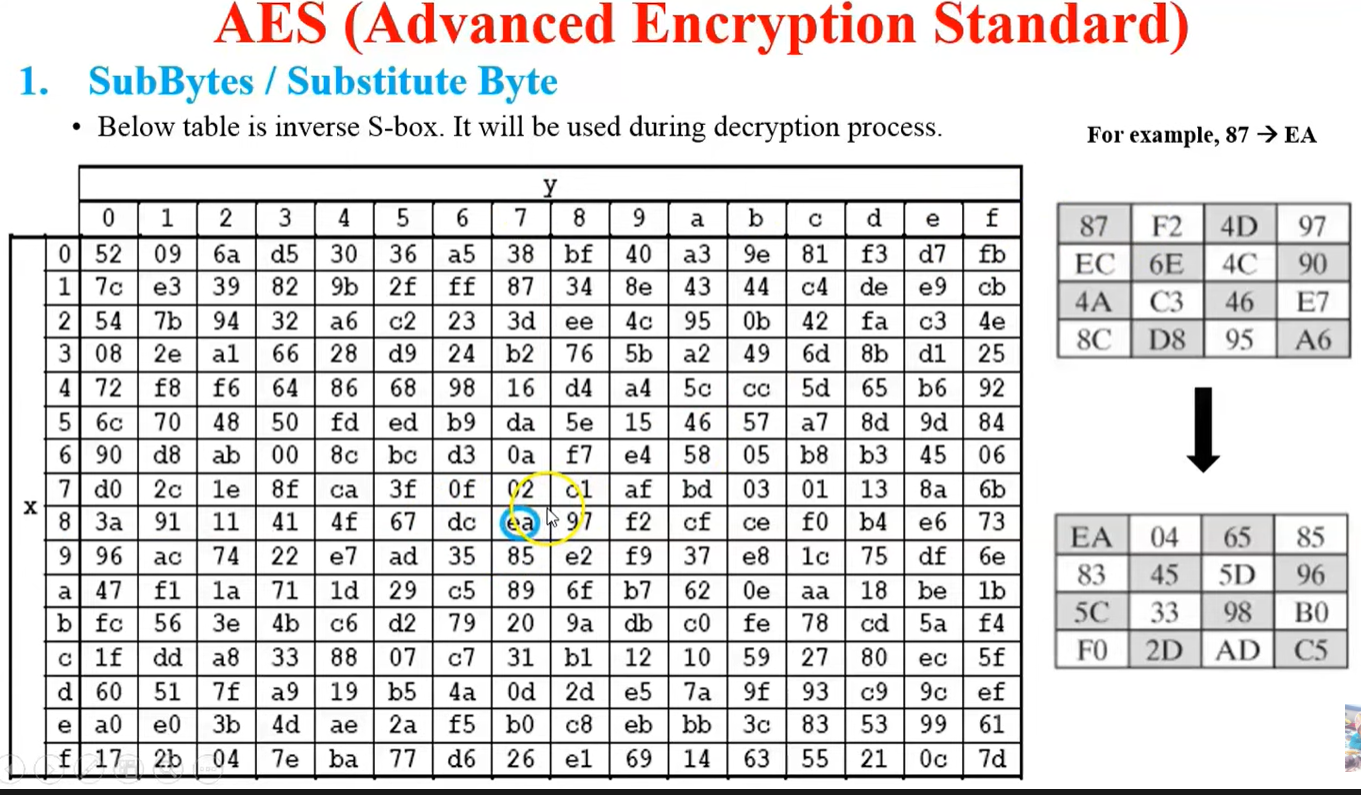 AES (Advanced Encryption Standard)
1. SubBytes / Substitute Byte
• Below table is inverse S-box. It will be used during decryption process.
For example, 87 → EA
y
0 1 2 3 4 5 6 7 8 9 a b c d e f
x
0 52 09 6a d5 30 36 a5 38 bf 40 a3 9e 81 f3 d7 fb
1 7c e3 39 82 9b 2f ff 87 34 8e 43 44 c4 de e9 cb
2 54 7b 94 32 a6 c2 23 3d ee 4c 95 0b 42 fa c3 4e
3 08 2e a1 66 28 d9 24 b2 76 5b a2 49 6d 8b d1 25
4 72 f8 f6 64 86 68 98 16 d4 a4 5c cc 5d 65 b6 92
5 6c 70 48 50 fd ed b9 da 5e 15 46 57 a7 8d 9d 84
6 90 d8 ab 00 8c bc d3 0a f7 e4 58 05 b8 b3 45 06
7 d0 2c 1e 8f ca 3f 0f 02 c1 af bd 03 01 13 8a 6b
8 3a 91 11 41 4f 67 dc ea 97 f2 cf ce f0 b4 e6 73
9 96 ac 74 22 e7 ad 35 85 e2 f9 37 e8 1c 75 df 6e
a 47 f1 1a 71 1d 29 c5 89 6f b7 62 0e aa 18 be 1b
b fc 56 3e 4b c6 d2 79 20 9a db c0 fe 78 cd 5a f4
c 1f dd a8 33 88 07 c7 31 b1 12 10 59 27 80 ec 5f
d 60 51 7f a9 19 b5 4a 0d 2d e5 7a 9f 93 c9 9c ef
e a0 e0 3b 4d ae 2a f5 b0 c8 eb bb 3c 83 53 99 61
f 17 2b 04 7e ba 77 d6 26 e1 69 14 63 55 21 0c 7d
87 F2 4D 97
EC 6E 4C 90
4A C3 46 E7
8C D8 95 A6
EA 04 65 85
83 45 5D 96
5C 33 98 B0
F0 2D AD C5